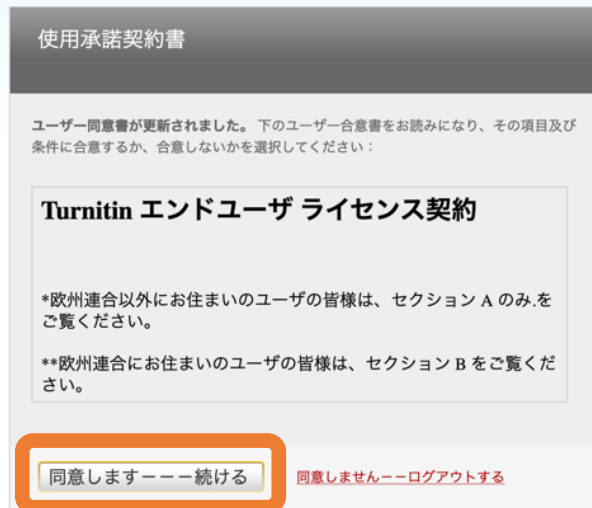 使用承諾契約書
ユーザー同意書が更新されました。 下のユーザー合意書をお読みになり、その項目及び
条件に合意するか、合意しないかを選択してください：
Turnitin エンドユーザ ライセンス契約
*欧州連合以外にお住まいのユーザの皆様は、セクション A のみ.を
ご覧ください。
**欧州連合にお住まいのユーザの皆様は、セクション B をご覧くだ
さい。
同意しますーーー続ける 同意しませんーーログアウトする